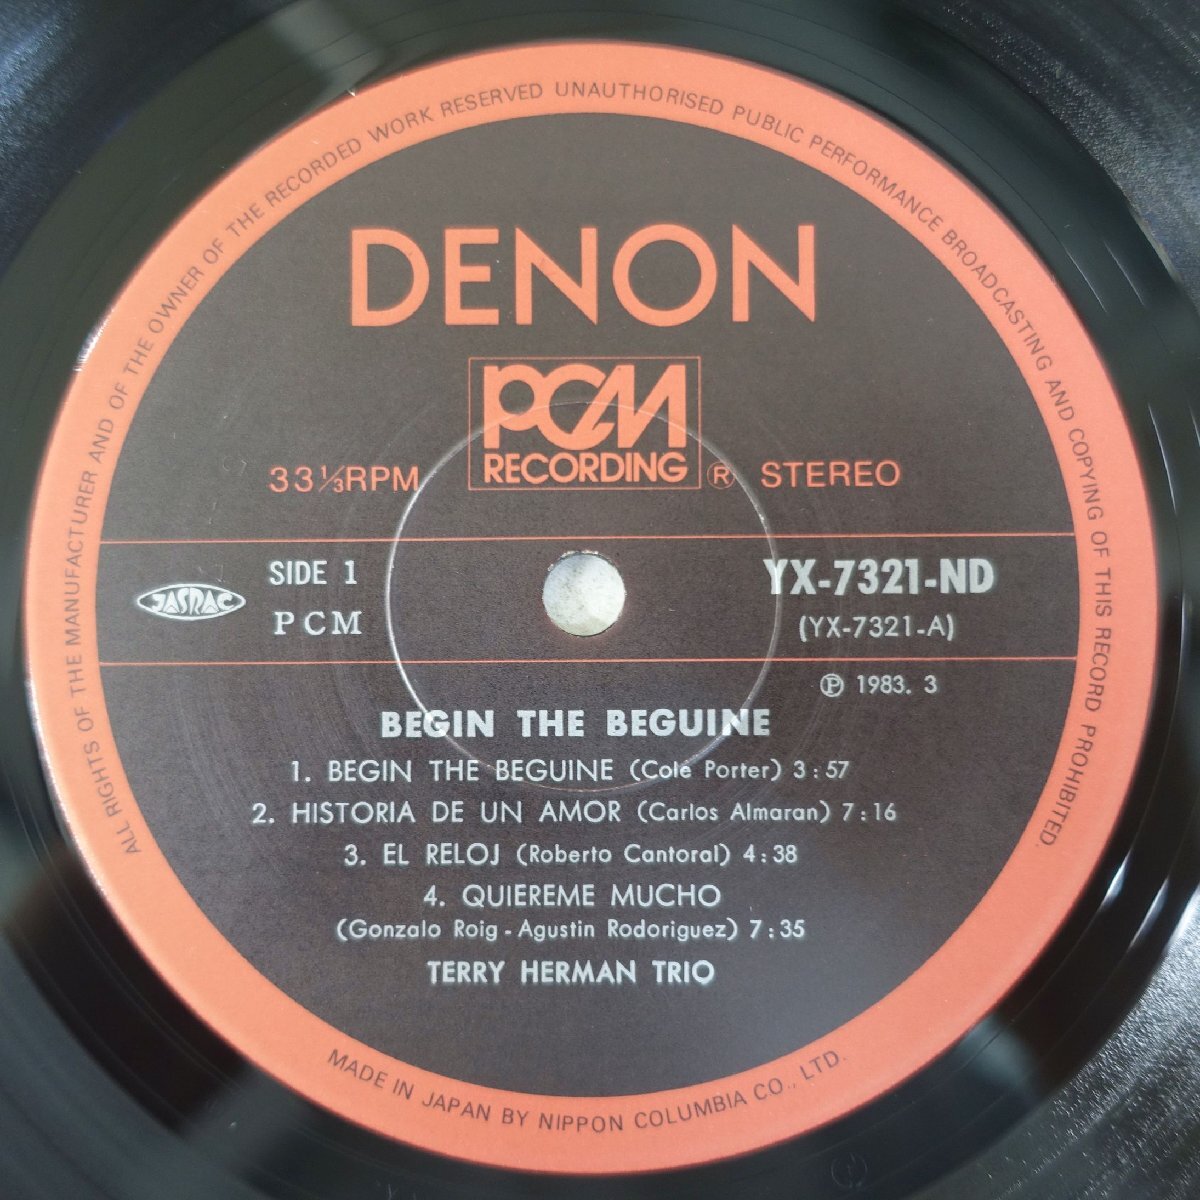 ALL RIGHTS OF THE MANUFACTURER AND OF THE OWNER OF THE RECORDED WORK RESERVED UNAUTHORISED PUBLIC PERFORMANCE BROADCASTING AND COPYING OF THIS RECORD PROHIBITED.
DENON
PCM
RECORDING ®
33⅓RPM STEREO
SIDE 1
PCM
JASRAC
YX-7321-ND
(YX-7321-A)
℗ 1983. 3
BEGIN THE BEGUINE
1. BEGIN THE BEGUINE (Cole Porter) 3:57
2. HISTORIA DE UN AMOR (Carlos Almaran) 7:16
3. EL RELOJ (Roberto Cantoral) 4:38
4. QUIEREME MUCHO
(Gonzalo Roig - Agustin Rodoriguez) 7:35
TERRY HERMAN TRIO
MADE IN JAPAN BY NIPPON COLUMBIA CO., LTD.